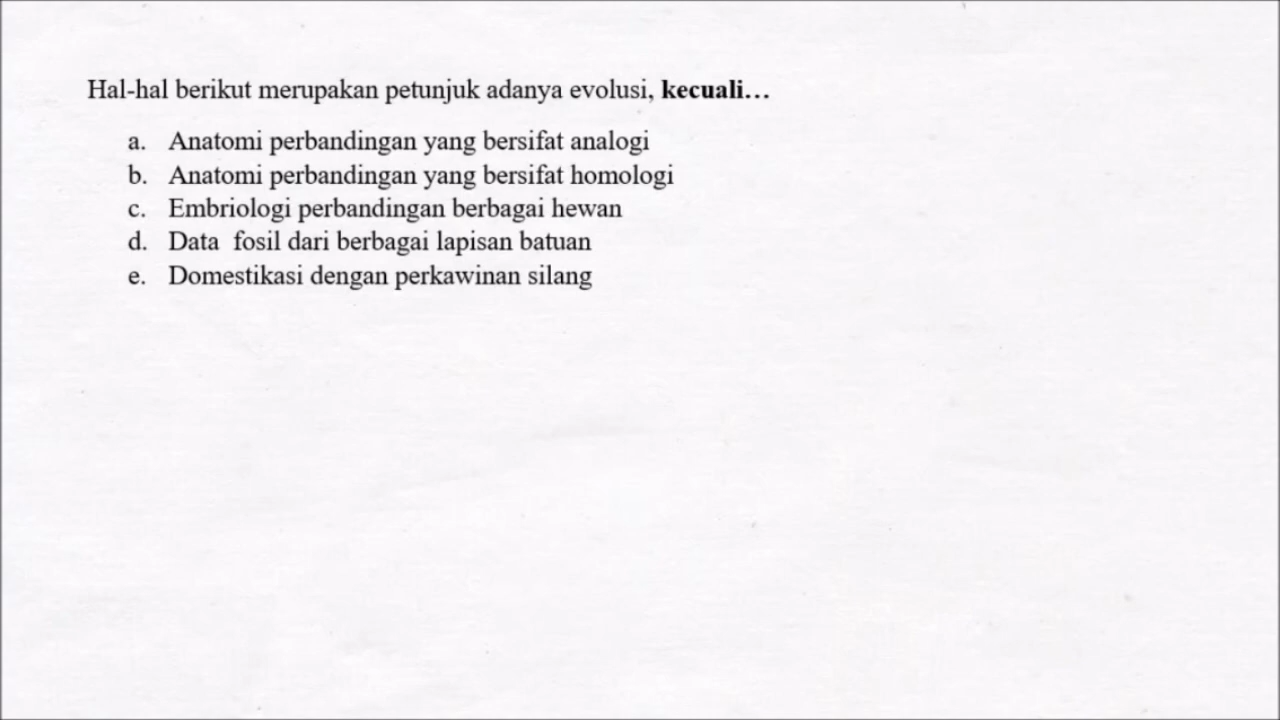 Hal-hal berikut merupakan petunjuk adanya evolusi, kecuali…
a. Anatomi perbandingan yang bersifat analogi
b. Anatomi perbandingan yang bersifat homologi
c. Embriologi perbandingan berbagai hewan
d. Data fosil dari berbagai lapisan batuan
e. Domestikasi dengan perkawinan silang